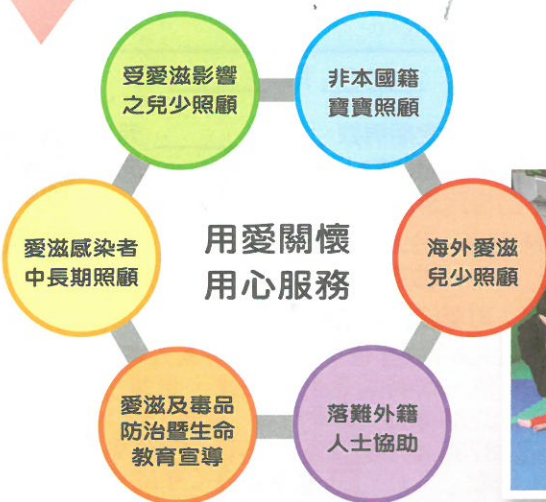 受愛滋影響
之兒少照顧
非本國籍
寶寶照顧
愛滋感染者
中長期照顧
用愛關懷
用心服務
海外愛滋
兒少照顧
愛滋及毒品
防治暨生命
教育宣導
落難外籍
人士協助